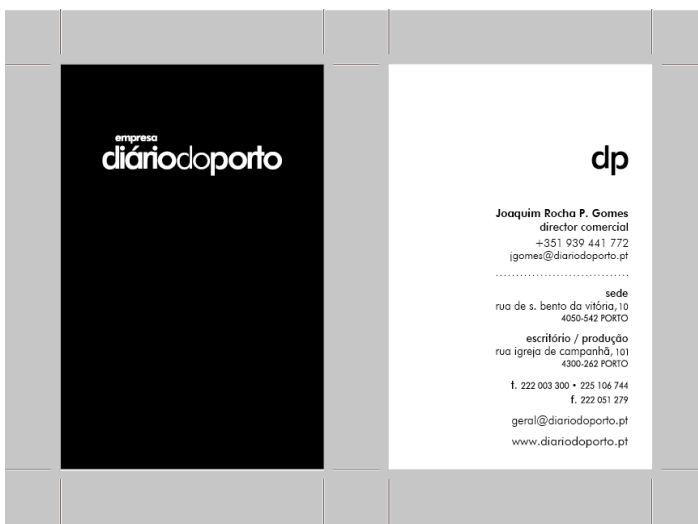 empresa
diáriodoporto
dp
Joaquim Rocha P. Gomes
director comercial
+351 939 441 772
jgomes@diariodoporto.pt
sede
rua de s. bento da vitória, 10
4050-542 PORTO
escritório / produção
rua igreja de campanhã, 101
4300-262 PORTO
t. 222 003 300 • 225 106 744
f. 222 051 279
geral@diariodoporto.pt
www.diariodoporto.pt